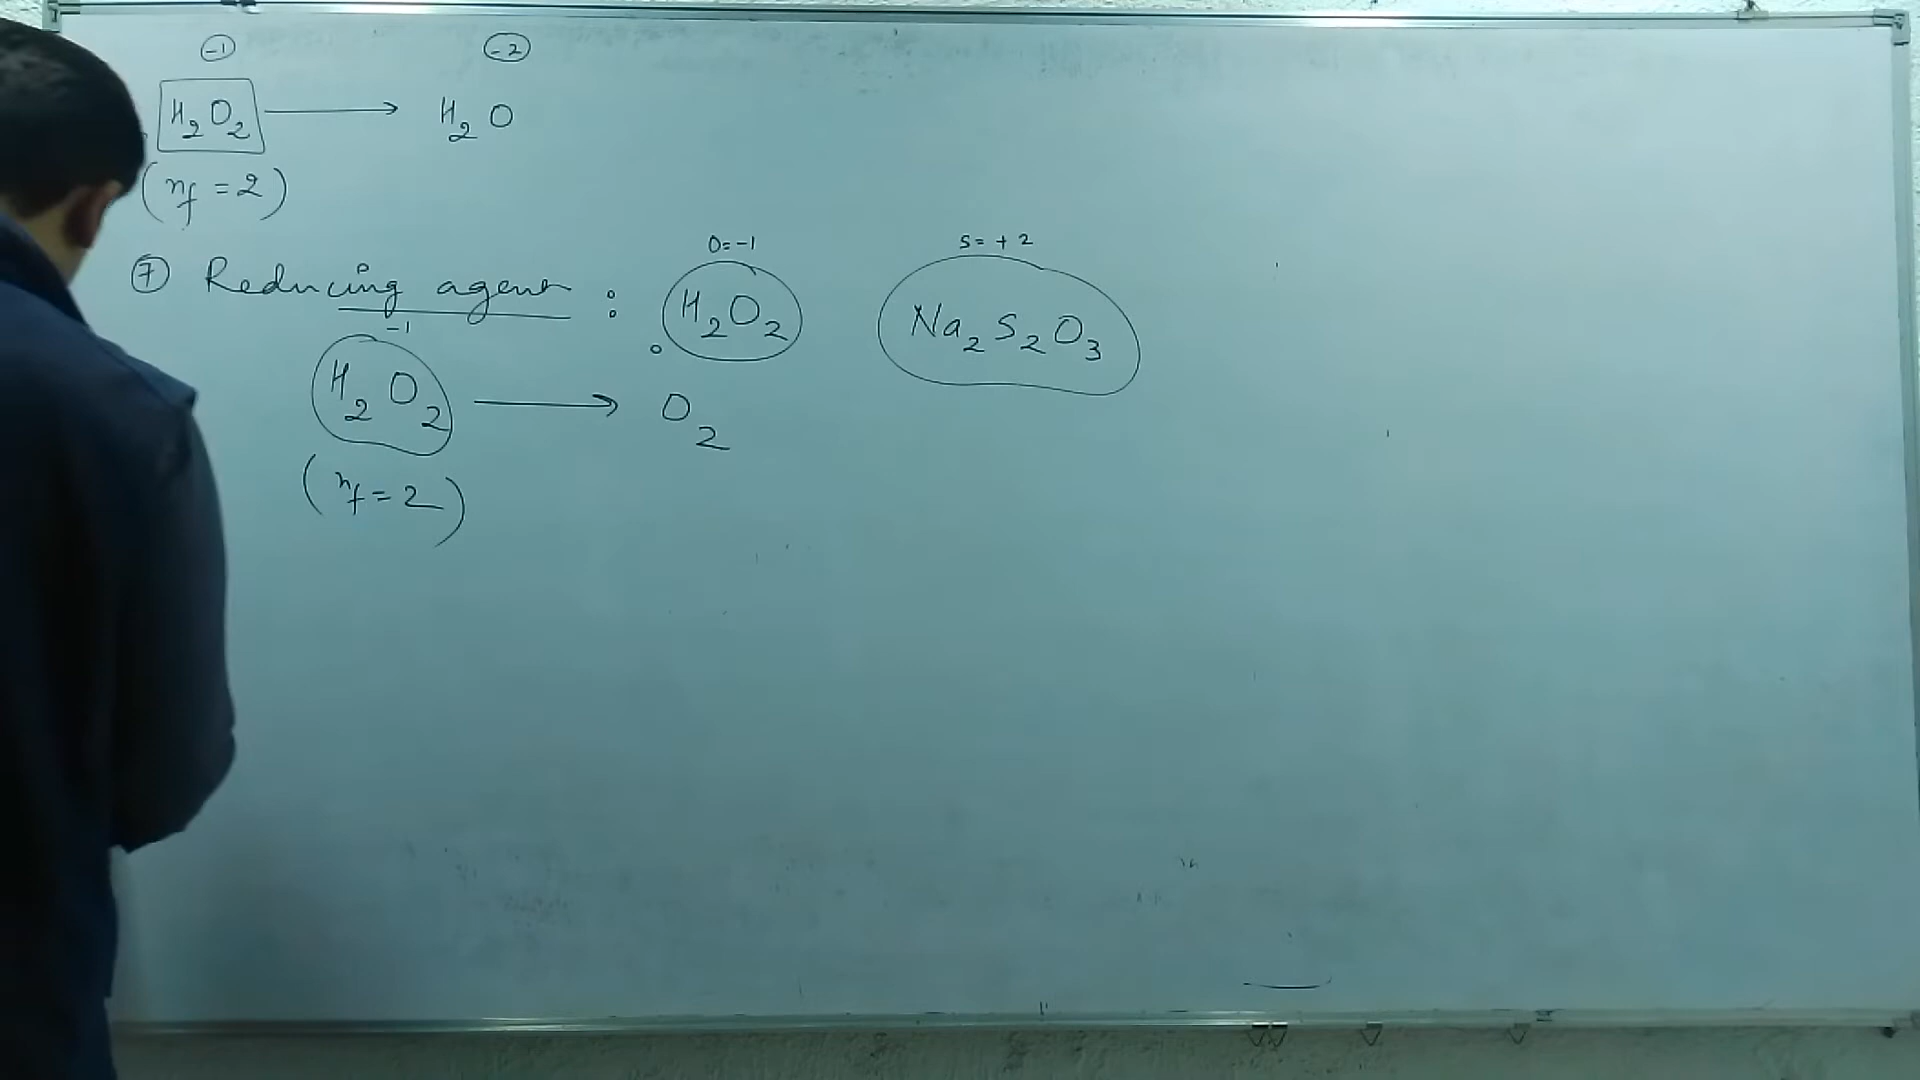 -1 -2
H2O2 ⟶ H2O
(nf = 2)
O=-1 S=+2
⑦ Reducing agent : H2O2 Na2S2O3
-1
H2O2 ⟶ O2
(nf = 2)